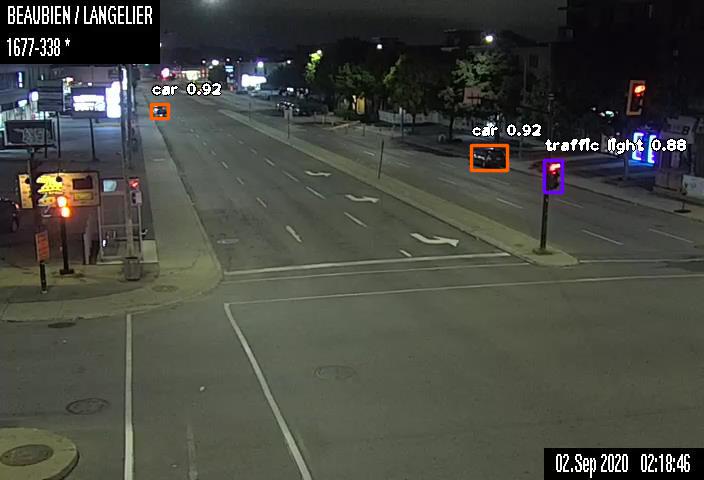 BEAUBIEN / LANGELIER
1677-338 *
car 0.92
car 0.92
traffic light 0.88
02.Sep 2020 02:18:46